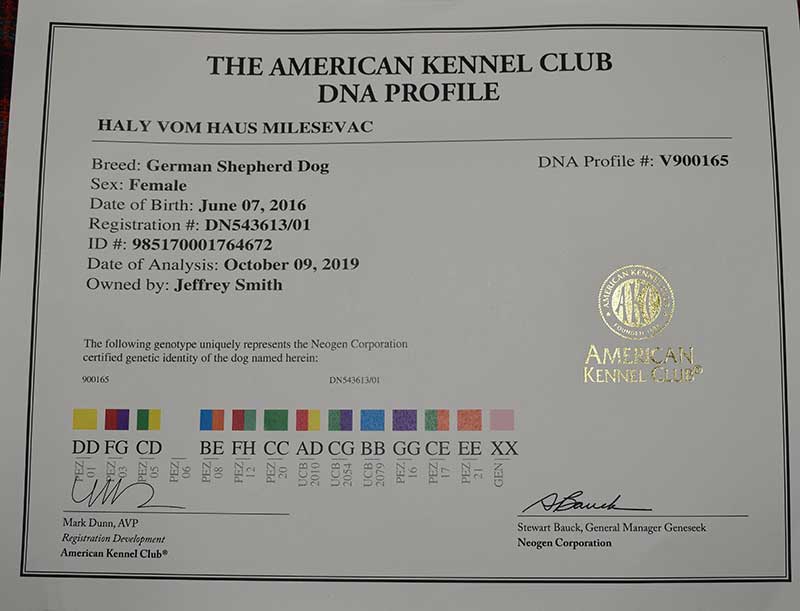 THE AMERICAN KENNEL CLUB
DNA PROFILE
HALY VOM HAUS MILESEVAC
Breed: German Shepherd Dog
DNA Profile #: V900165
Sex: Female
Date of Birth: June 07, 2016
Registration #: DN543613/01
ID #: 985170001764672
Date of Analysis: October 09, 2019
Owned by: Jeffrey Smith
AMERICAN KENNEL CLUB
AKC
FOUNDED 1884
AMERICAN
KENNEL CLUB®
The following genotype uniquely represents the Neogen Corporation
certified genetic identity of the dog named herein:
900165 DN543613/01
DD FG CD BE FH CC AD CG BB GG CE EE XX
PEZ 01
PEZ 03
PEZ 05
PEZ 06
PEZ 08
PEZ 12
PEZ 20
UCB 2010
UCB 2054
UCB 2079
PEZ 16
PEZ 17
PEZ 21
GEN
SBauck
Mark Dunn, AVP
Registration Development
American Kennel Club®
Stewart Bauck, General Manager Geneseek
Neogen Corporation